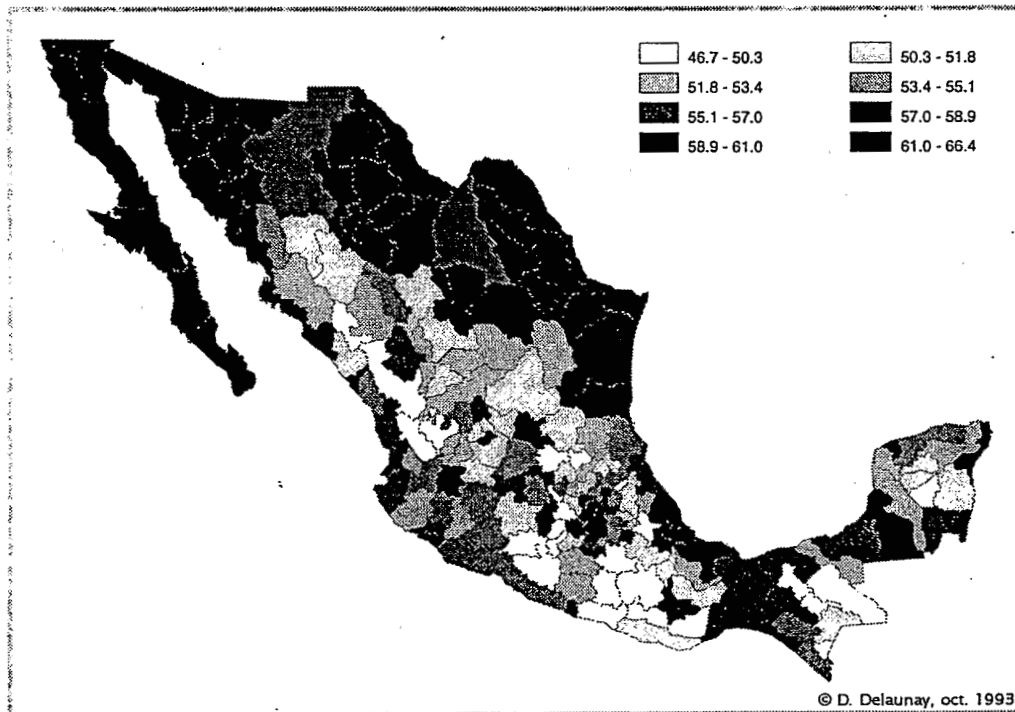 46.7 - 50.3 50.3 - 51.8
51.8 - 53.4 53.4 - 55.1
55.1 - 57.0 57.0 - 58.9
58.9 - 61.0 61.0 - 66.4
© D. Delaunay, oct. 1993